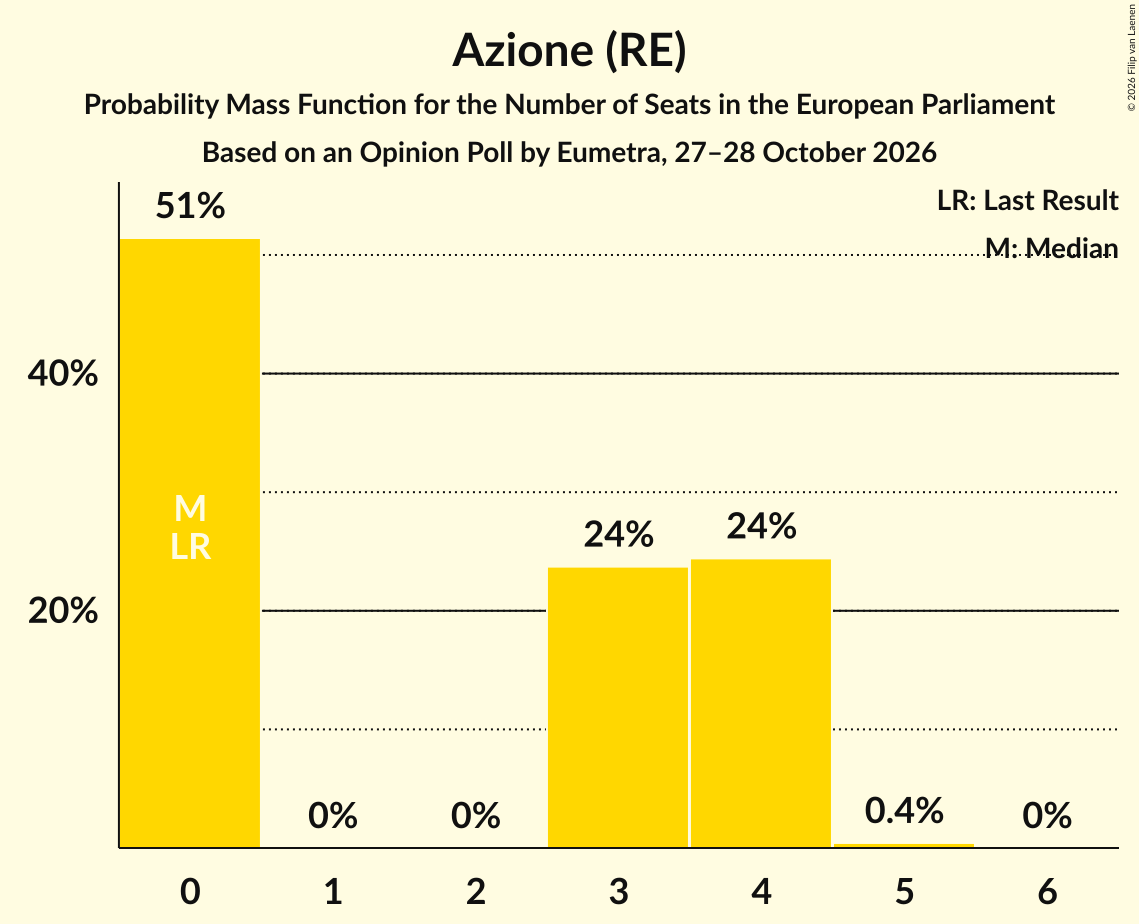 Azione (RE)
Probability Mass Function for the Number of Seats in the European Parliament
Based on an Opinion Poll by Eumetra, 27–28 October 2026
© 2026 Filip van Laenen
LR: Last Result
M: Median
51%
40%
20%
M
LR
0%
0%
24%
24%
0.4%
0%
0
1
2
3
4
5
6